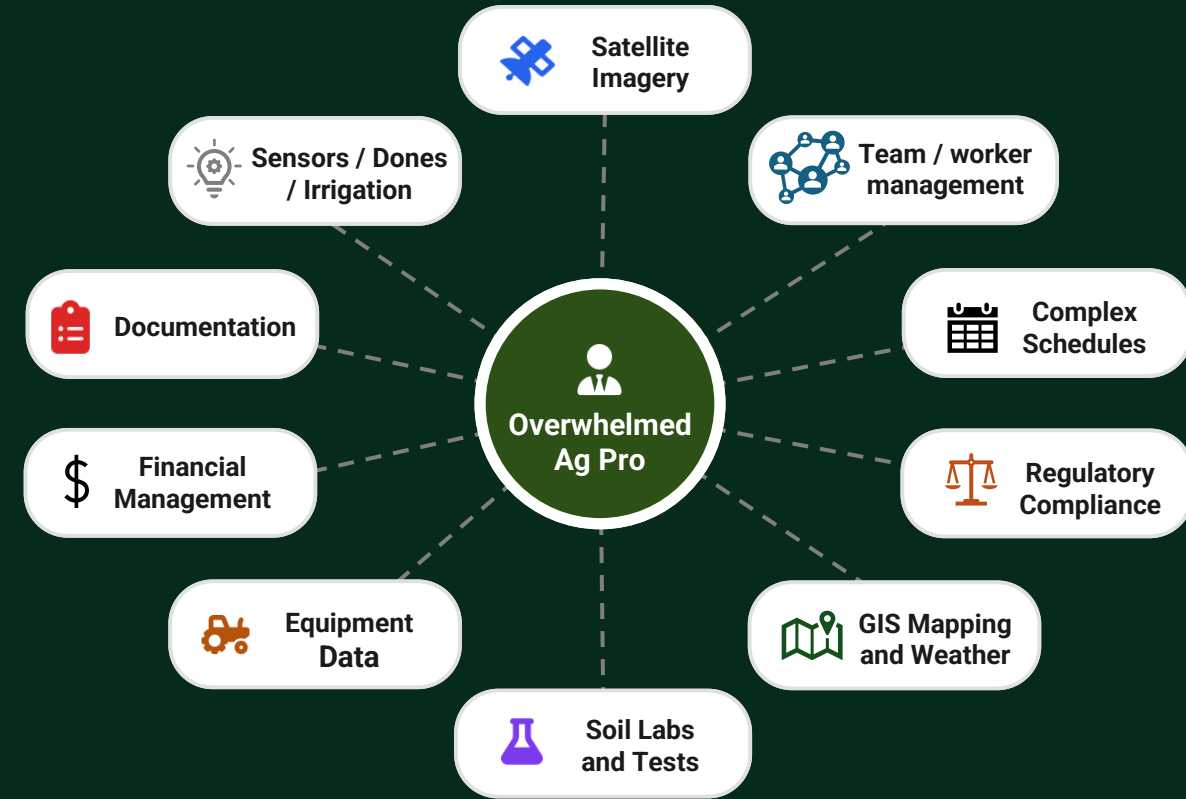 Satellite
Imagery
Sensors / Dones
/ Irrigation
Team / worker
management
Documentation
Complex
Schedules
Overwhelmed
Ag Pro
Financial
Management
Regulatory
Compliance
Equipment
Data
GIS Mapping
and Weather
Soil Labs
and Tests